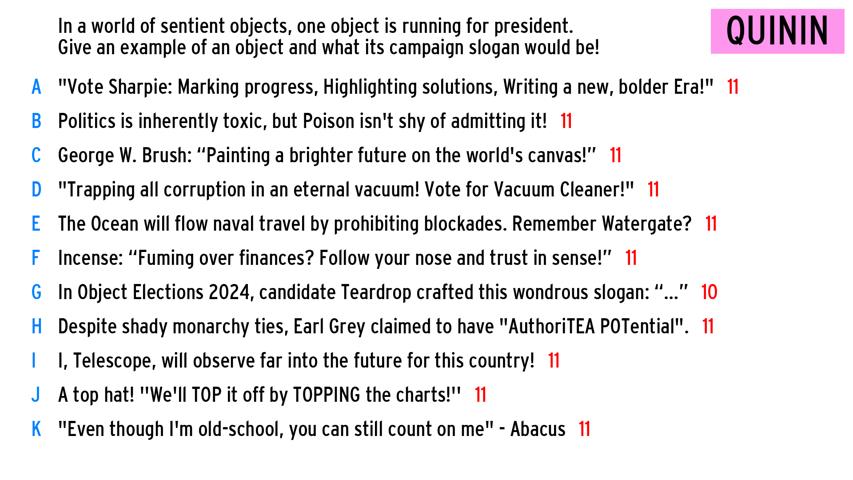 In a world of sentient objects, one object is running for president.
Give an example of an object and what its campaign slogan would be!
QUININ
A "Vote Sharpie: Marking progress, Highlighting solutions, Writing a new, bolder Era!" 11
B Politics is inherently toxic, but Poison isn't shy of admitting it! 11
C George W. Brush: “Painting a brighter future on the world's canvas!” 11
D "Trapping all corruption in an eternal vacuum! Vote for Vacuum Cleaner!" 11
E The Ocean will flow naval travel by prohibiting blockades. Remember Watergate? 11
F Incense: “Fuming over finances? Follow your nose and trust in sense!” 11
G In Object Elections 2024, candidate Teardrop crafted this wondrous slogan: “...” 10
H Despite shady monarchy ties, Earl Grey claimed to have "AuthoriTEA POTential". 11
I I, Telescope, will observe far into the future for this country! 11
J A top hat! ''We'll TOP it off by TOPPING the charts!'' 11
K "Even though I'm old-school, you can still count on me" - Abacus 11